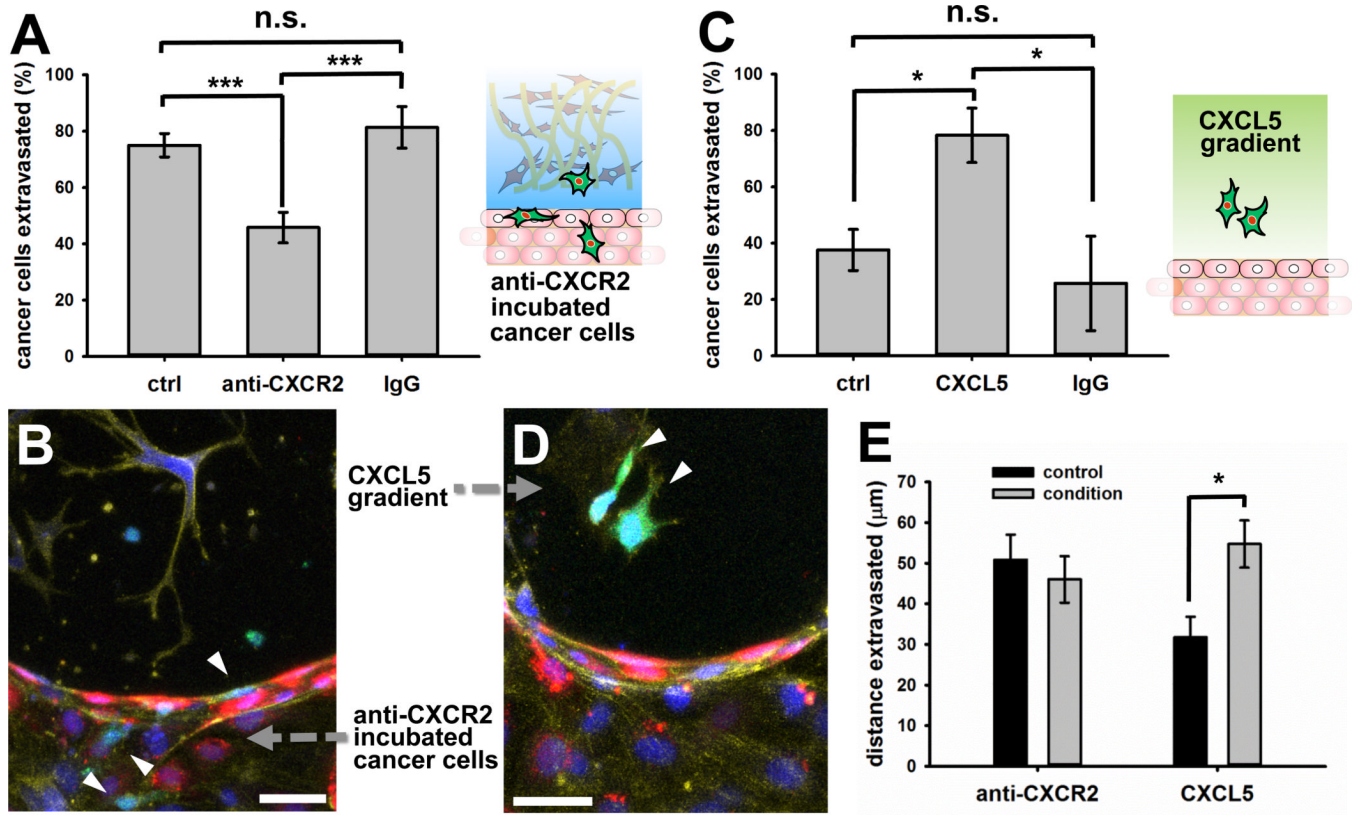 A
n.s.
***
***
cancer cells extravasated (%)
100
80
60
40
20
0
ctrl
anti-CXCR2
IgG
anti-CXCR2
incubated
cancer cells
C
n.s.
*
*
cancer cells extravasated (%)
100
80
60
40
20
0
ctrl
CXCL5
IgG
CXCL5
gradient
B
CXCL5
gradient
anti-CXCR2
incubated
cancer cells
D
E
control
condition
*
distance extravasated (μm)
70
60
50
40
30
20
10
0
anti-CXCR2
CXCL5